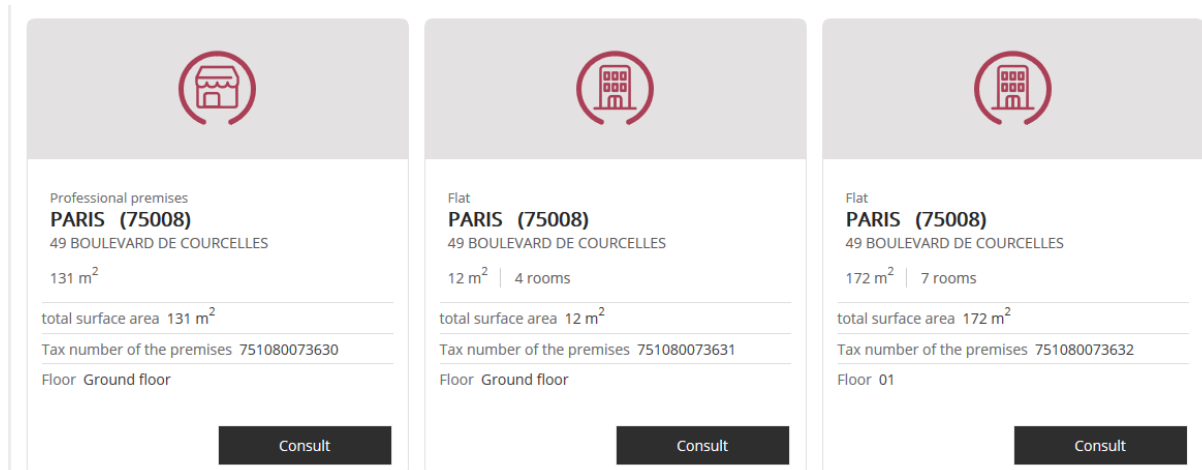 Professional premises
PARIS (75008)
49 BOULEVARD DE COURCELLES
131 m²
total surface area 131 m²
Tax number of the premises 751080073630
Floor Ground floor
Consult
Flat
PARIS (75008)
49 BOULEVARD DE COURCELLES
12 m² | 4 rooms
total surface area 12 m²
Tax number of the premises 751080073631
Floor Ground floor
Consult
Flat
PARIS (75008)
49 BOULEVARD DE COURCELLES
172 m² | 7 rooms
total surface area 172 m²
Tax number of the premises 751080073632
Floor 01
Consult